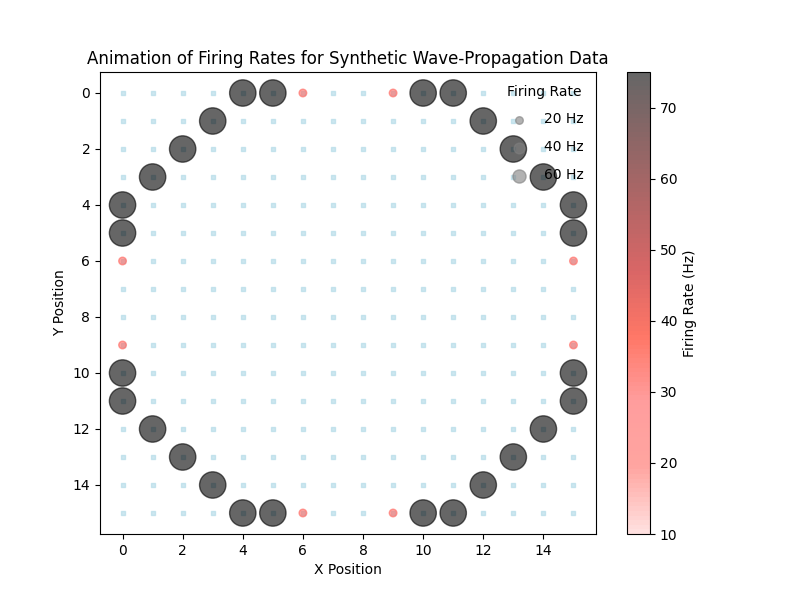 Animation of Firing Rates for Synthetic Wave-Propagation Data
Firing Rate
20 Hz
40 Hz
60 Hz
0
2
4
6
8
10
12
14
Y Position
0 2 4 6 8 10 12 14
X Position
70
60
50
40
30
20
10
Firing Rate (Hz)